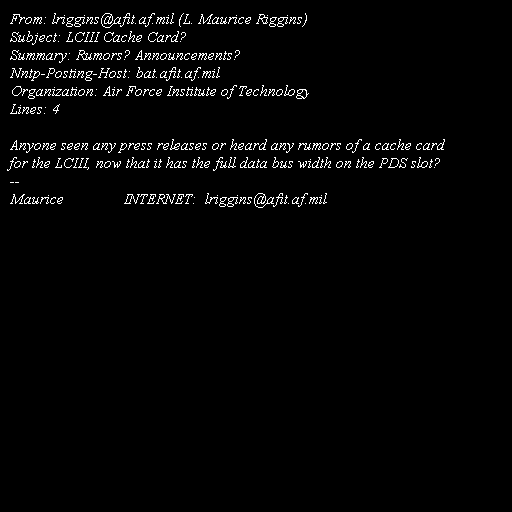 From: lriggins@afit.af.mil (L. Maurice Riggins)
Subject: LCIII Cache Card?
Summary: Rumors? Announcements?
Nntp-Posting-Host: bat.afit.af.mil
Organization: Air Force Institute of Technology
Lines: 4

Anyone seen any press releases or heard any rumors of a cache card
for the LCIII, now that it has the full data bus width on the PDS slot?
--
Maurice INTERNET: lriggins@afit.af.mil